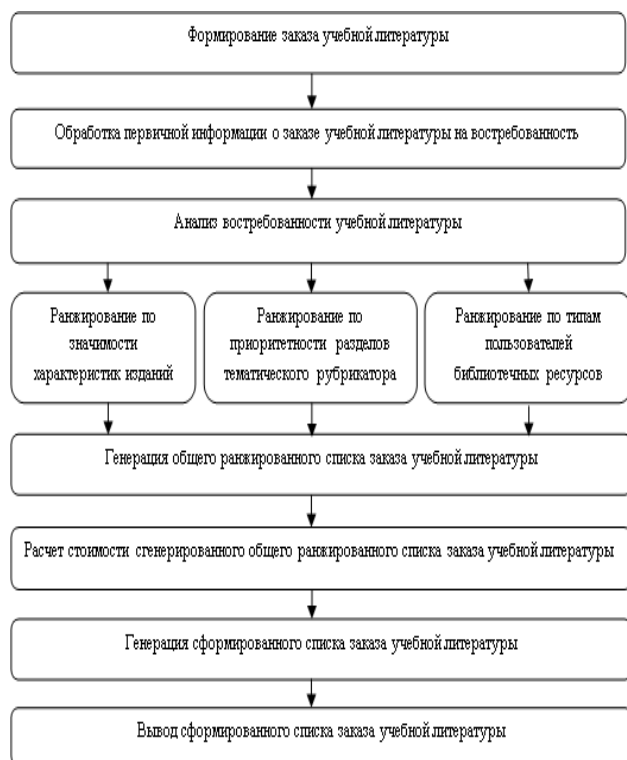 Формирование заказа учебной литературы
Обработка первичной информации о заказе учебной литературы на востребованность
Анализ востребованности учебной литературы
Ранжирование по
значимости
характеристик изданий
Ранжирование по
приоритетности разделов
тематического рубрикатора
Ранжирование по типам
пользователей
библиотечных ресурсов
Генерация общего ранжированного списка заказа учебной литературы
Расчет стоимости сгенерированного общего ранжированного списка заказа учебной литературы
Генерация сформированного списка заказа учебной литературы
Вывод сформированного списка заказа учебной литературы